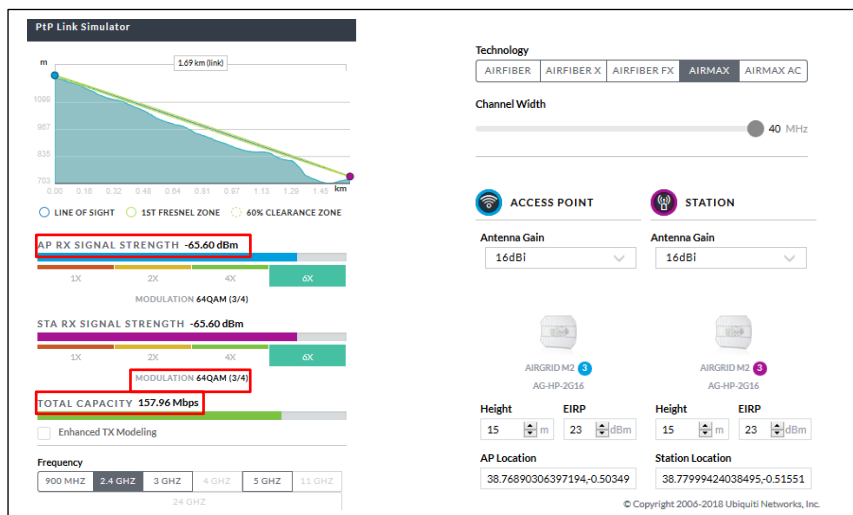 PtP Link Simulator
m
1.69 km (link)
1000
967
835
703
0.00 0.16 0.32 0.48 0.64 0.81 0.97 1.13 1.29 1.45 km
LINE OF SIGHT 1ST FRESNEL ZONE 60% CLEARANCE ZONE
AP RX SIGNAL STRENGTH -65.60 dBm
1X 2X 4X 6X
MODULATION 64QAM (3/4)
STA RX SIGNAL STRENGTH -65.60 dBm
1X 2X 4X 6X
MODULATION 64QAM (3/4)
TOTAL CAPACITY 157.96 Mbps
Enhanced TX Modeling
Frequency
900 MHZ 2.4 GHZ 3 GHZ 4 GHZ 5 GHZ 11 GHZ
24 GHZ
Technology
AIRFIBER AIRFIBER X AIRFIBER FX AIRMAX AIRMAX AC
Channel Width
40 MHz
ACCESS POINT STATION
Antenna Gain Antenna Gain
16dBi 16dBi
AIRGRID M2 3 AIRGRID M2 3
AG-HP-2G16 AG-HP-2G16
Height EIRP Height EIRP
15 m 23 dBm 15 m 23 dBm
AP Location Station Location
38.76890306397194,-0.50349 38.77999424038495,-0.51551
© Copyright 2006-2018 Ubiquiti Networks, Inc.